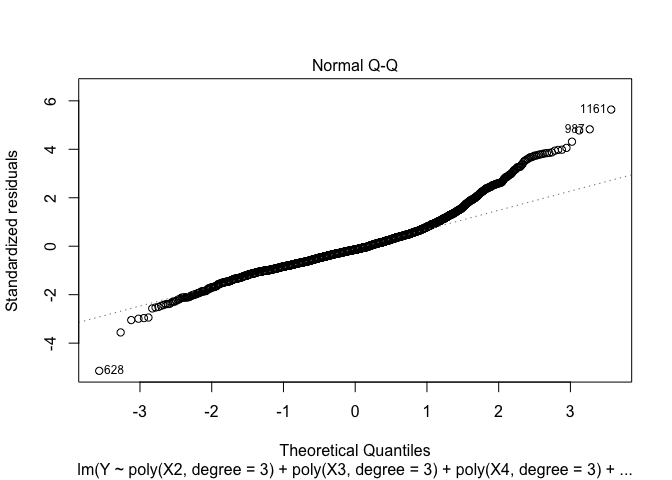 Normal Q-Q
Standardized residuals
6
4
2
0
-2
-4
1161
987
628
-3 -2 -1 0 1 2 3
Theoretical Quantiles
lm(Y ~ poly(X2, degree = 3) + poly(X3, degree = 3) + poly(X4, degree = 3) + ...